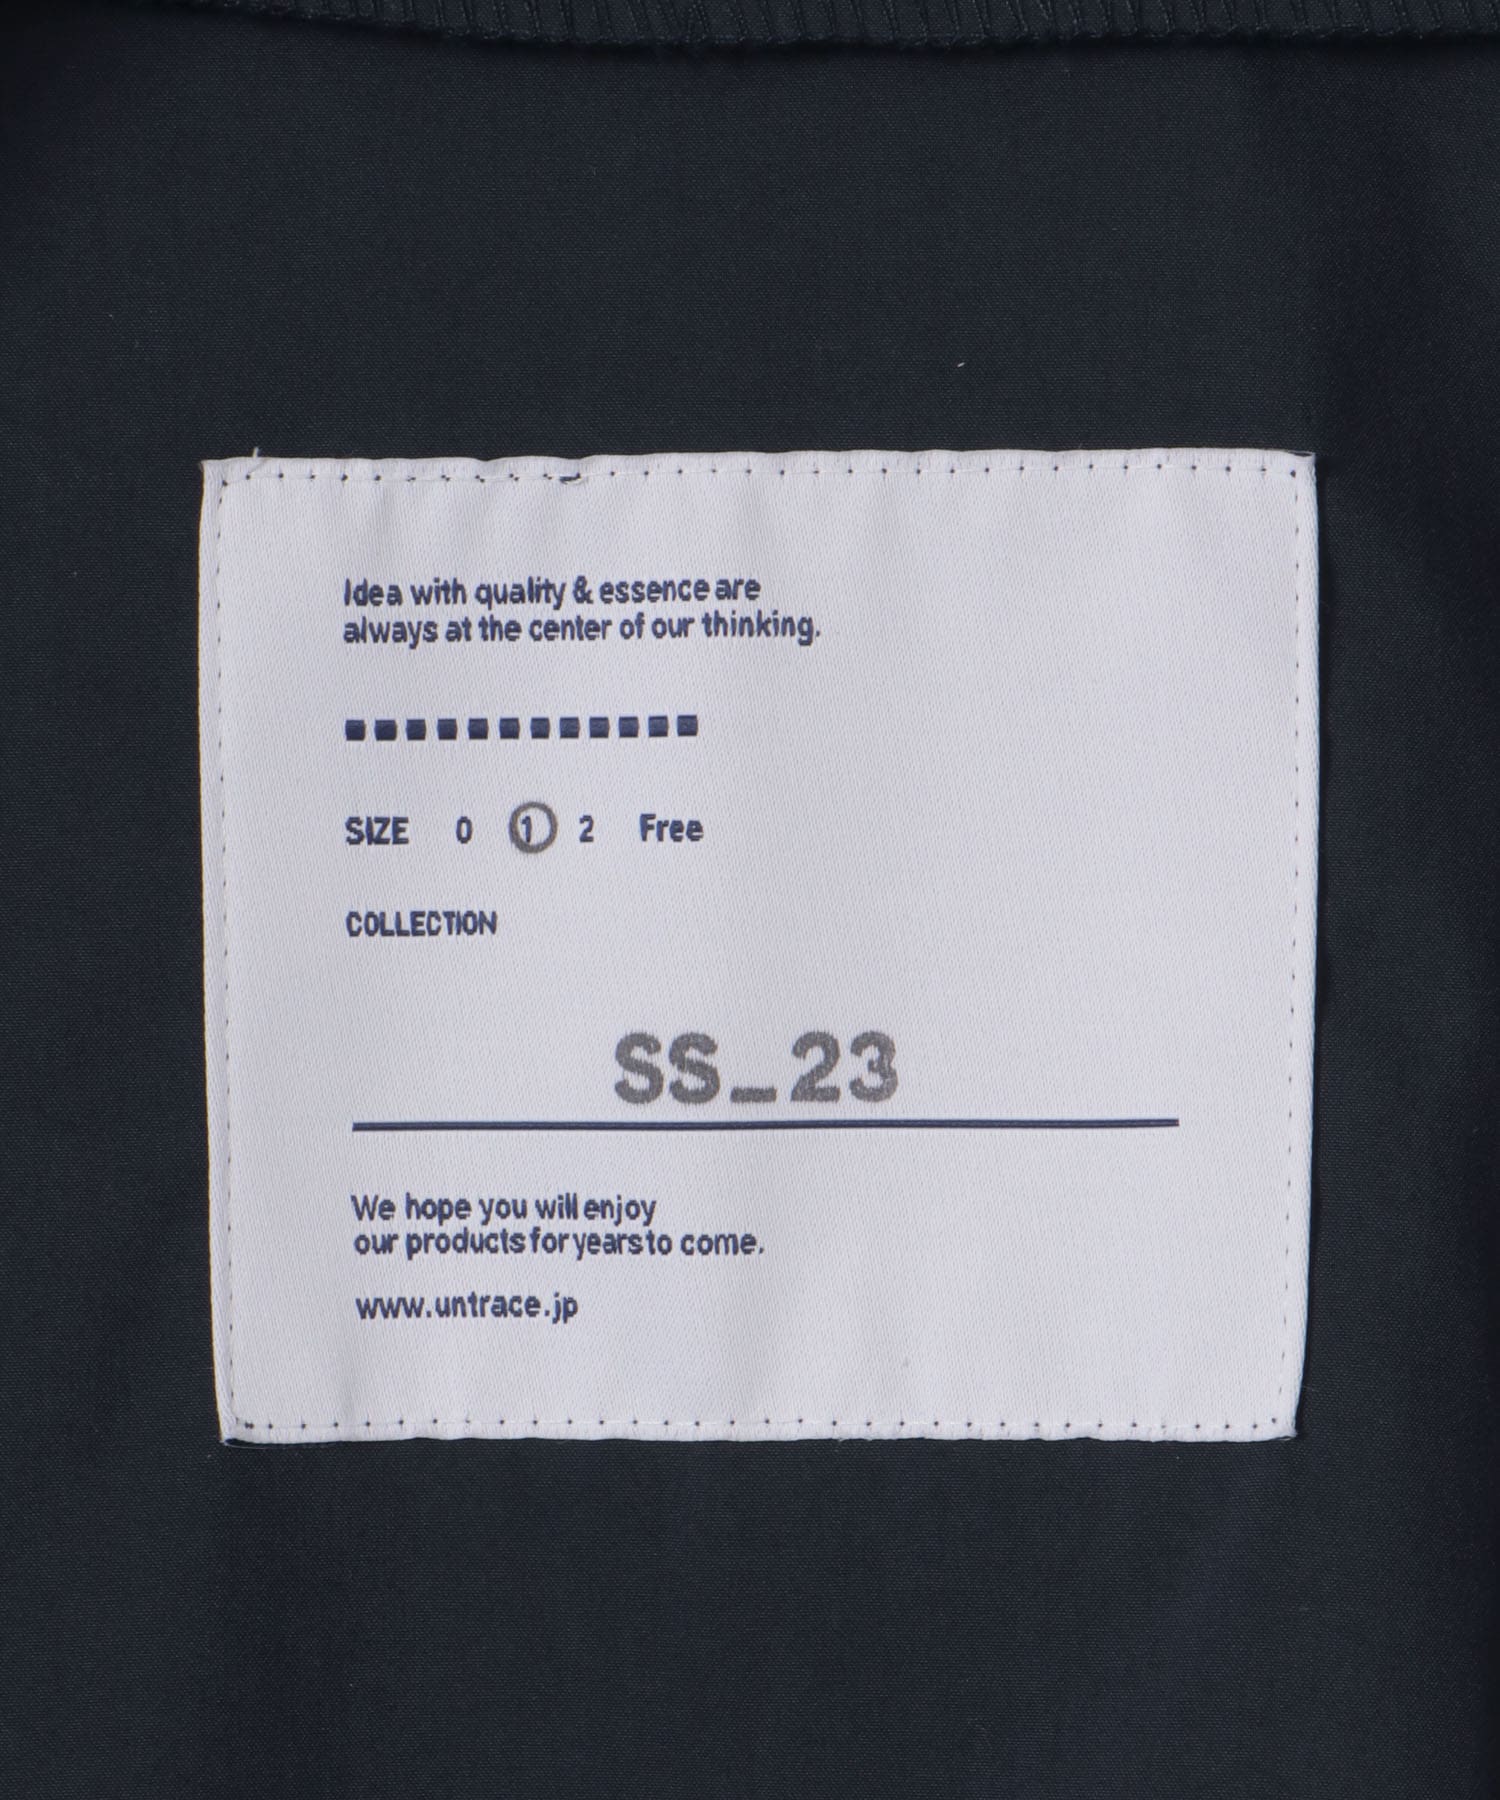 Idea with quality & essence are
always at the center of our thinking.
SIZE 0 1 2 Free
COLLECTION
SS_23
We hope you will enjoy
our products for years to come.
www.untrace.jp